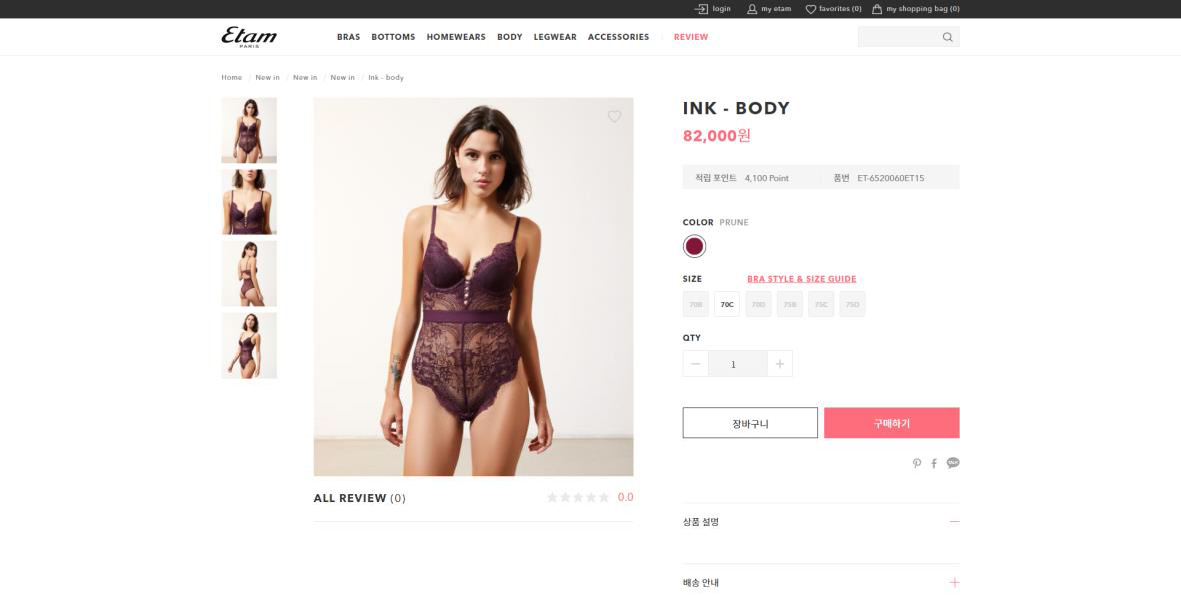 login my etam favorites (0) my shopping bag (0)
Etam
PARIS
BRAS BOTTOMS HOMEWEARS BODY LEGWEAR ACCESSORIES REVIEW
Home / New in / New in / New in / Ink - body
INK - BODY
82,000원
적립 포인트 4,100 Point 품번 ET-6520060ET15
COLOR PRUNE
SIZE BRA STYLE & SIZE GUIDE
70B 70C 70D 75B 75C 75D
QTY
1
장바구니 구매하기
TALK
ALL REVIEW (0) 0.0
상품 설명
배송 안내